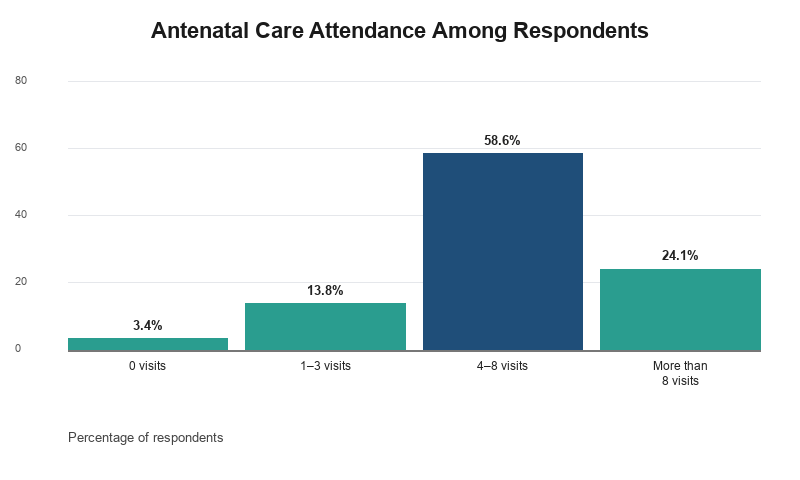 Antenatal Care Attendance Among Respondents
80
60
40
20
0
3.4%
13.8%
58.6%
24.1%
0 visits
1–3 visits
4–8 visits
More than
8 visits
Percentage of respondents